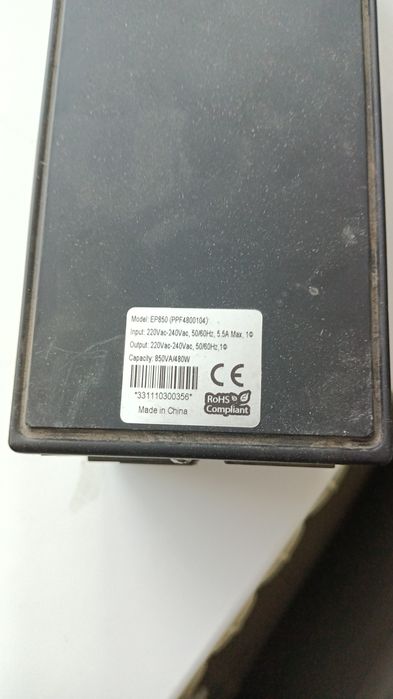 Model: EP850 (PPF4800104)
Input: 220Vac-240Vac, 50/60Hz, 5.5A Max, 1Φ
Output: 220Vac-240Vac, 50/60Hz,1Φ
Capacity: 850VA/480W
CE
*331110300356*
RoHS
Compliant
Made in China